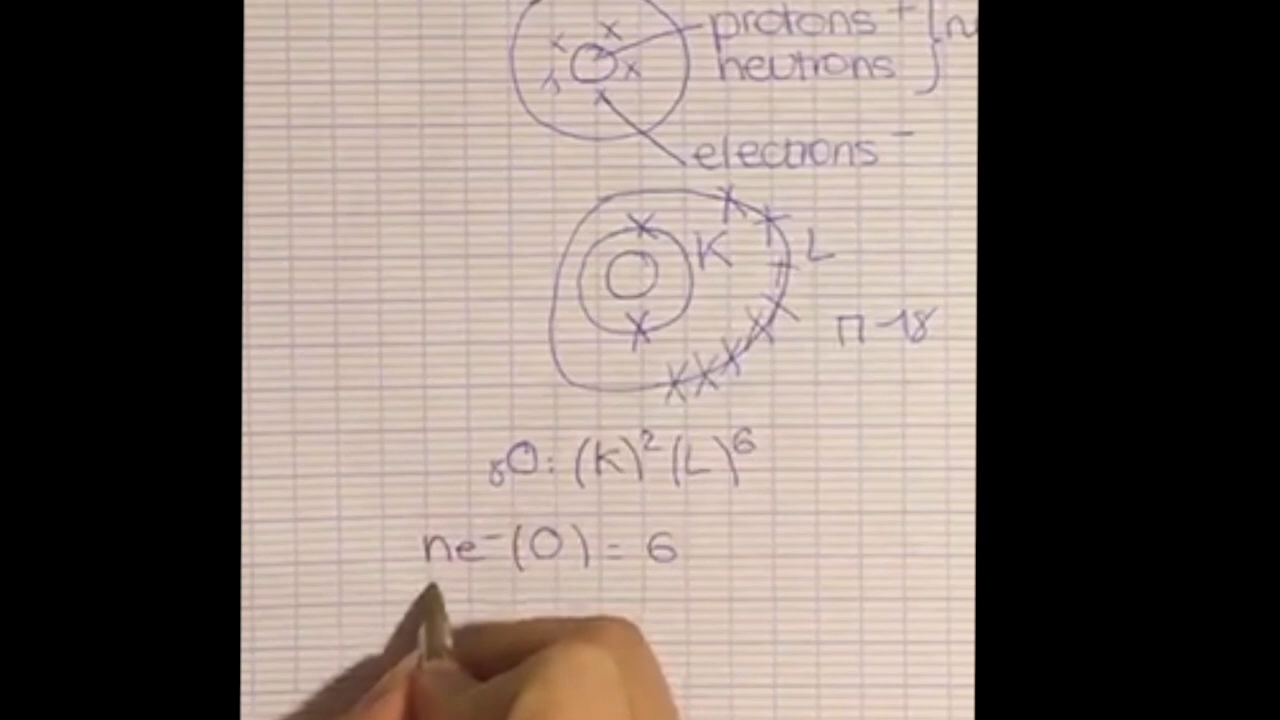 protons +
neutrons
electrons -
K
L
M-18
8O: (K)² (L)⁶
ne⁻ (O) = 6